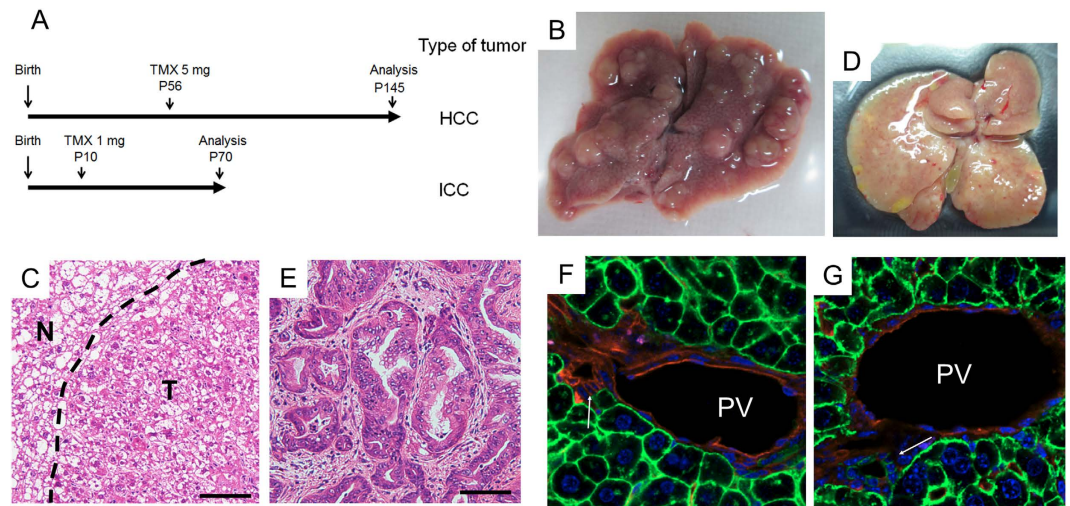 A
Type of tumor
Birth
TMX 5 mg
P56
Analysis
P145
HCC
Birth
TMX 1 mg
P10
Analysis
P70
ICC
B
D
C
N
T
E
F
PV
G
PV